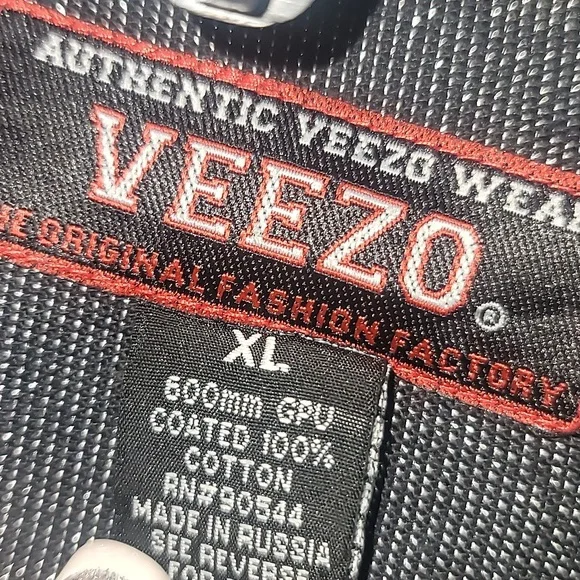 AUTHENTIC VEEZO WEAR
VEEZO®
THE ORIGINAL FASHION FACTORY
XL
600MM GPU
COATED 100%
COTTON
RN#90544
MADE IN RUSSIA
SEE REVERSE